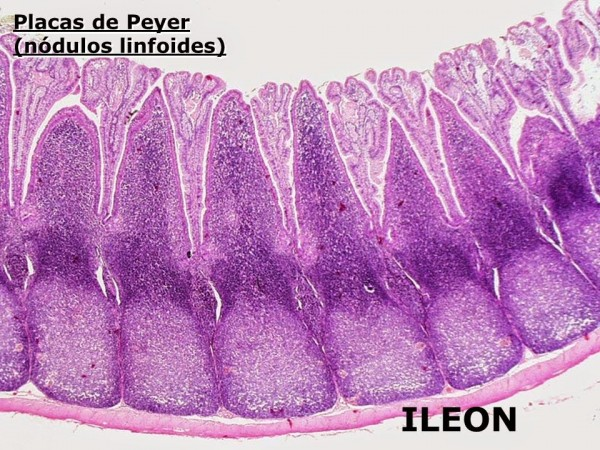 Placas de Peyer
(nódulos linfoides)
ILEON